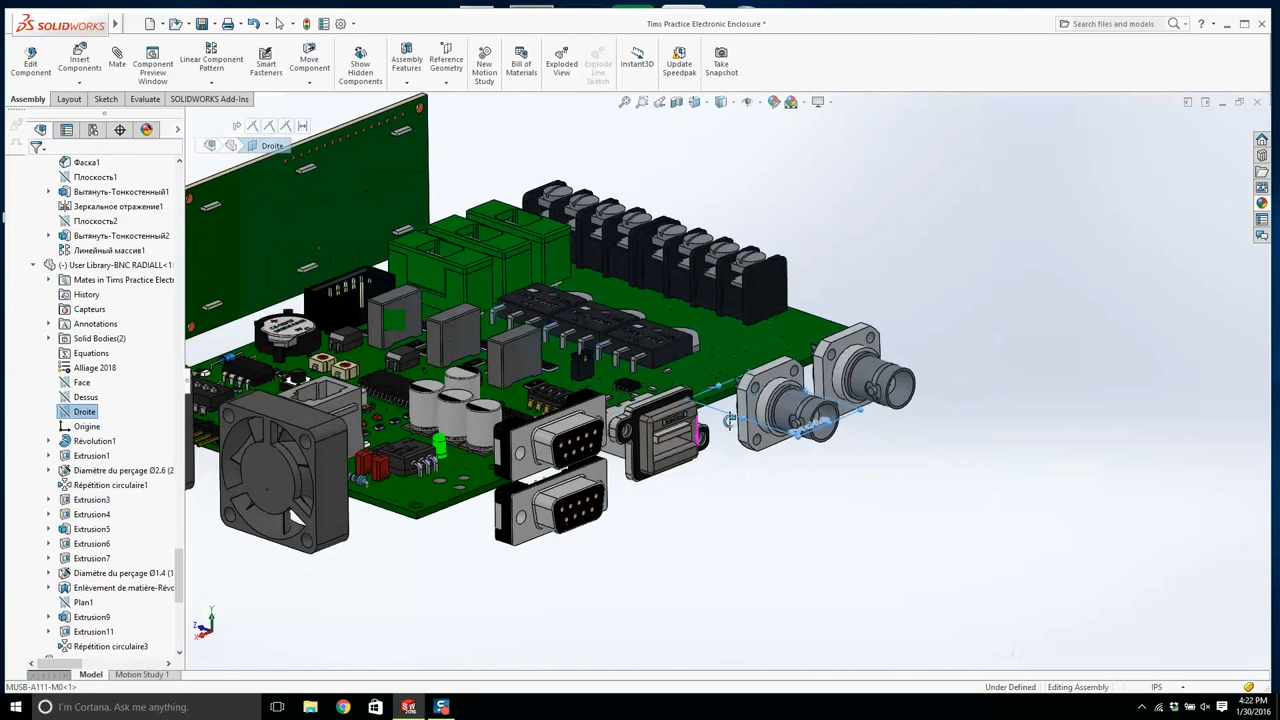 SOLIDWORKS
Tims Practice Electronic Enclosure *
Search files and models
Edit Component
Insert Components
Mate
Component Preview Window
Linear Component Pattern
Smart Fasteners
Move Component
Show Hidden Components
Assembly Features
Reference Geometry
New Motion Study
Bill of Materials
Exploded View
Explode Line Sketch
Instant3D
Update Speedpak
Take Snapshot
Assembly Layout Sketch Evaluate SOLIDWORKS Add-Ins
Droite
Фаска1
Плоскость1
Вытянуть-Тонкостенный1
Зеркальное отражение1
Плоскость2
Вытянуть-Тонкостенный2
Линейный массив1
(-) User Library-BNC RADIALL<1>
Mates in Tims Practice Electr
History
Capteurs
Annotations
Solid Bodies(2)
Equations
Alliage 2018
Face
Dessus
Droite
Origine
Révolution1
Extrusion1
Diamètre du perçage Ø2.6 (2
Répétition circulaire1
Extrusion3
Extrusion4
Extrusion5
Extrusion6
Extrusion7
Diamètre du perçage Ø1.4 (1
Enlèvement de matière-Révo
Plan1
Extrusion9
Extrusion11
Répétition circulaire3
Y
Z
X
Model Motion Study 1
MUSB-A111-M0<1>
Under Defined Editing Assembly IPS
I'm Cortana. Ask me anything.
4:22 PM
1/30/2016